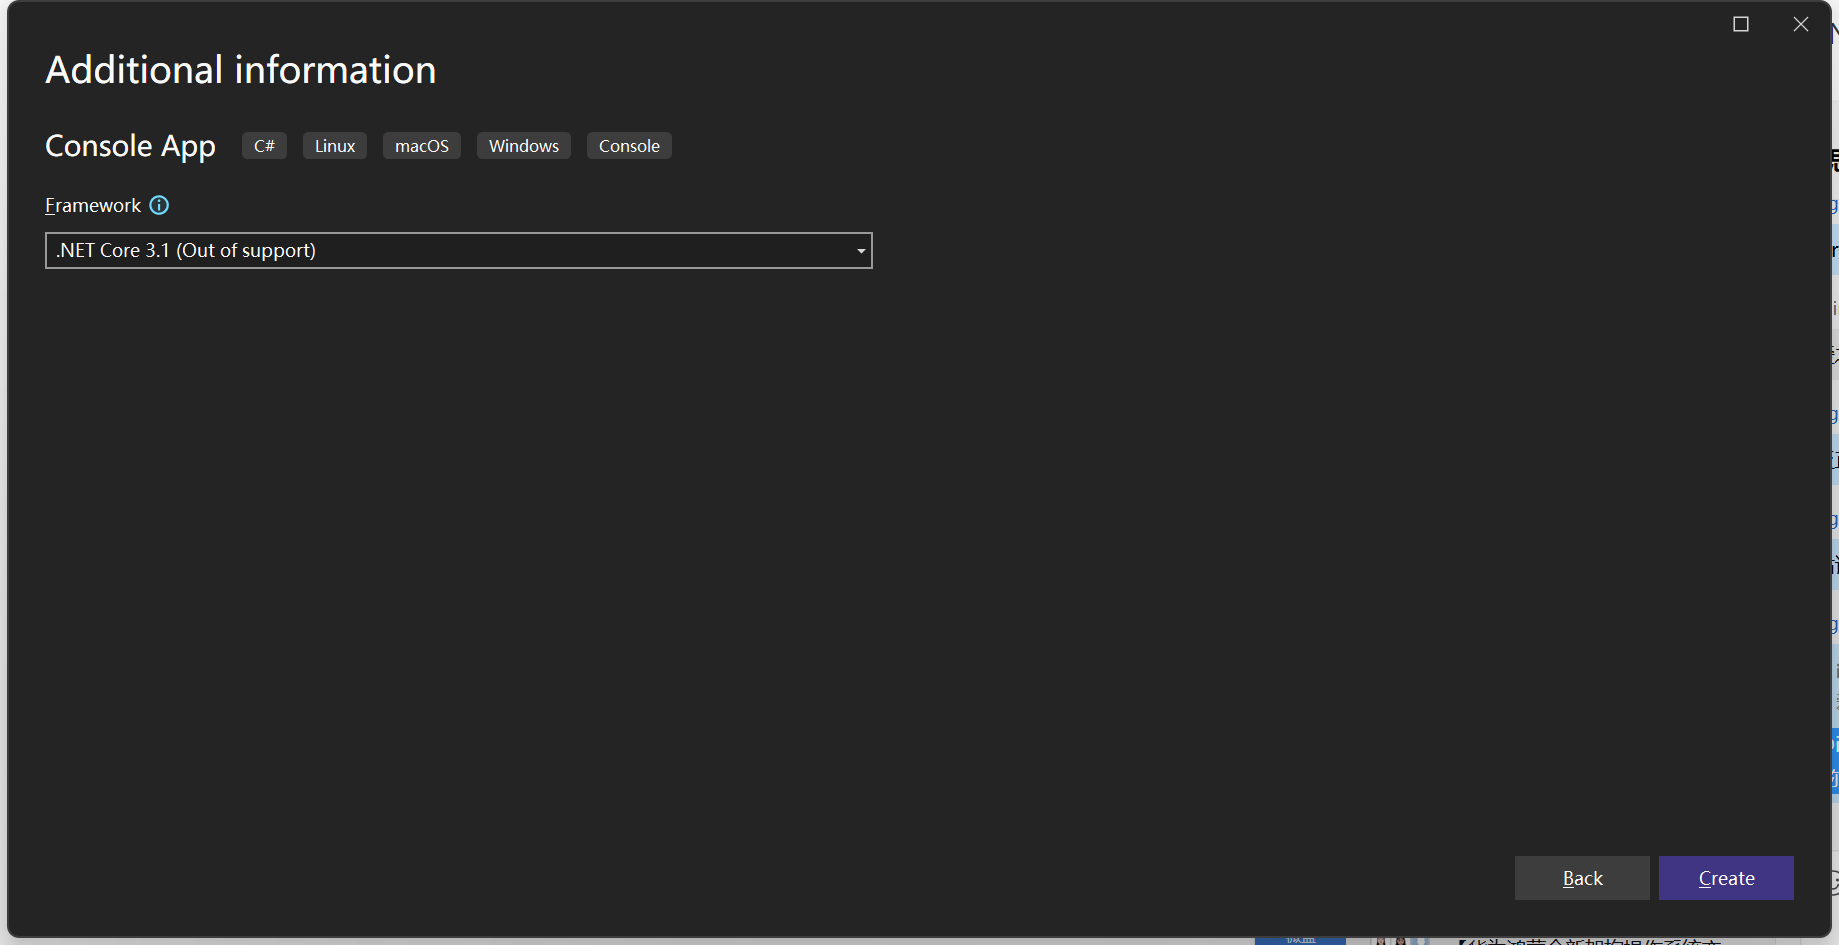 Additional information
Console App C# Linux macOS Windows Console
Framework
.NET Core 3.1 (Out of support)
Back Create